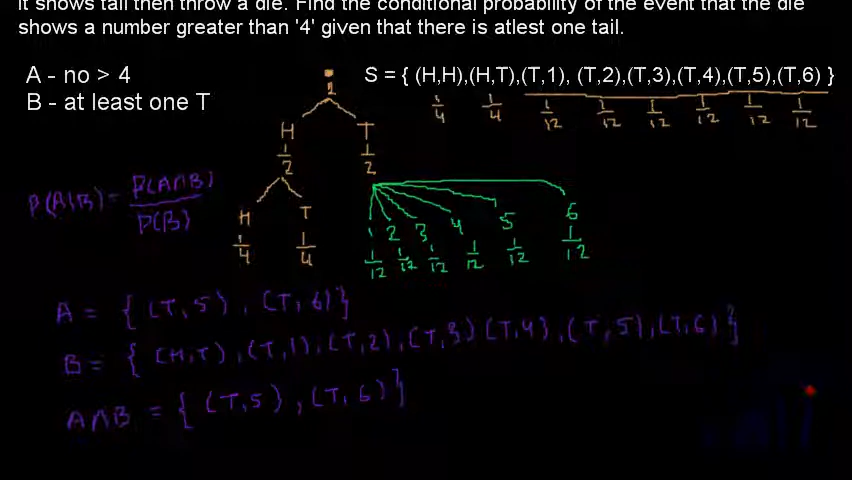 it shows tail then throw a die. Find the conditional probability of the event that the die
shows a number greater than '4' given that there is atlest one tail.
A - no > 4
B - at least one T
S = { (H,H),(H,T),(T,1), (T,2),(T,3),(T,4),(T,5),(T,6) }
1/4 1/4 1/12 1/12 1/12 1/12 1/12 1/12
H T
1/2 1/2
P(A|B) = P(A∩B)/P(B)
H T 1 2 3 4 5 6
1/4 1/4 1/12 1/12 1/12 1/12 1/12 1/12
A = { (T,5) , (T,6)}
B = { (H,T) , (T,1) , (T,2) , (T,3) (T,4) , (T,5) , (T,6) }
A∩B = { (T,5) , (T,6)}